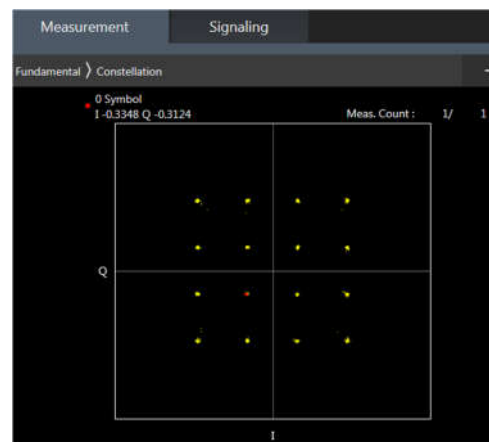 Measurement Signaling
Fundamental 〉 Constellation
0 Symbol
I -0.3348 Q -0.3124 Meas. Count : 1/ 1
Q
I